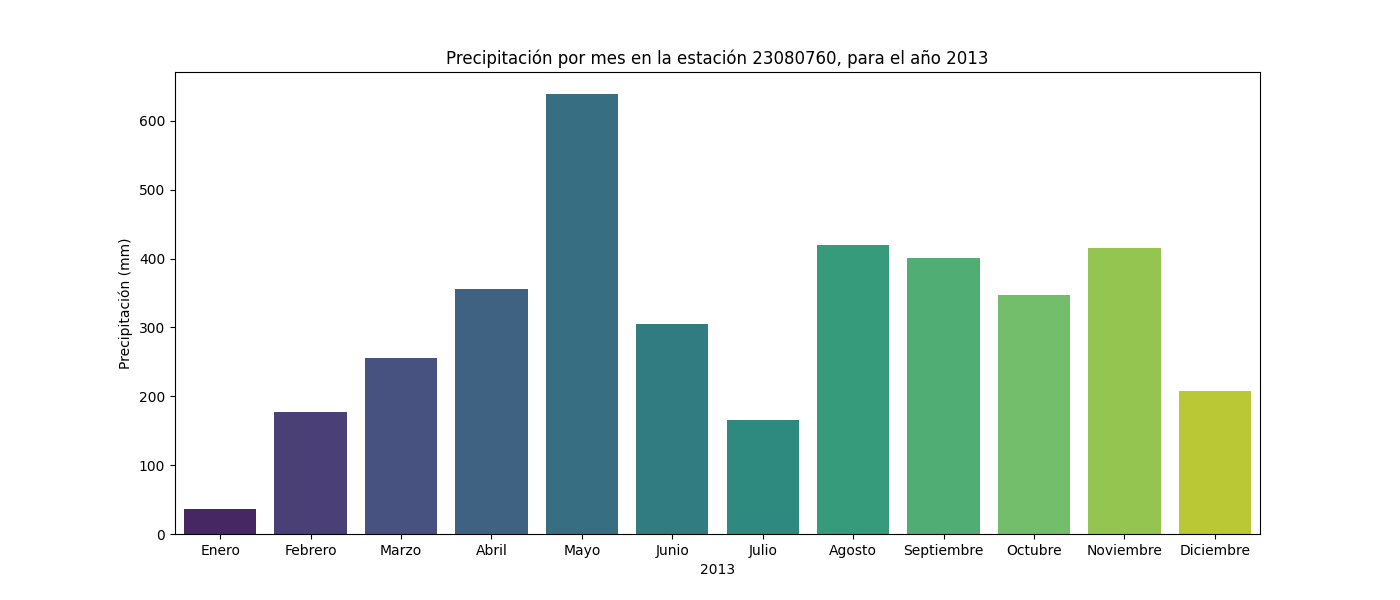 Precipitación por mes en la estación 23080760, para el año 2013
Precipitación (mm)
600
500
400
300
200
100
0
Enero Febrero Marzo Abril Mayo Junio Julio Agosto Septiembre Octubre Noviembre Diciembre
2013